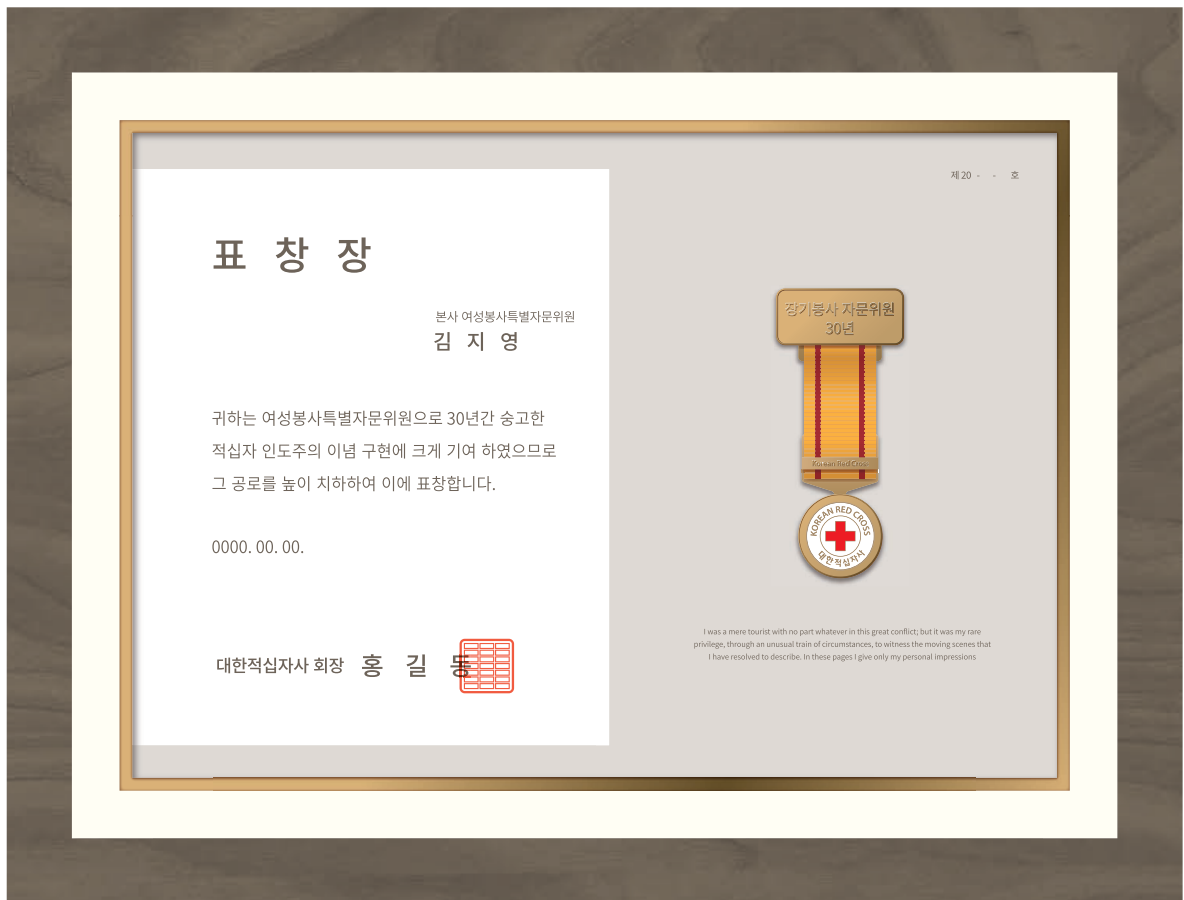 제20 - - 호
표 창 장
본사 여성봉사특별자문위원
김 지 영
귀하는 여성봉사특별자문위원으로 30년간 숭고한
적십자 인도주의 이념 구현에 크게 기여 하였으므로
그 공로를 높이 치하하여 이에 표창합니다.
0000. 00. 00.
대한적십자사 회장 홍 길 동
장기봉사 자문위원
30년
Korean Red Cross
KOREAN RED CROSS
대한적십자사
I was a mere tourist with no part whatever in this great conflict; but it was my rare
privilege, through an unusual train of circumstances, to witness the moving scenes that
I have resolved to describe. In these pages I give only my personal impressions